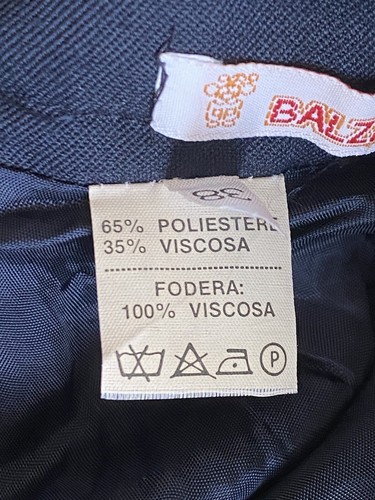 BALZ
38
65% POLIESTERE
35% VISCOSA
FODERA:
100% VISCOSA
P